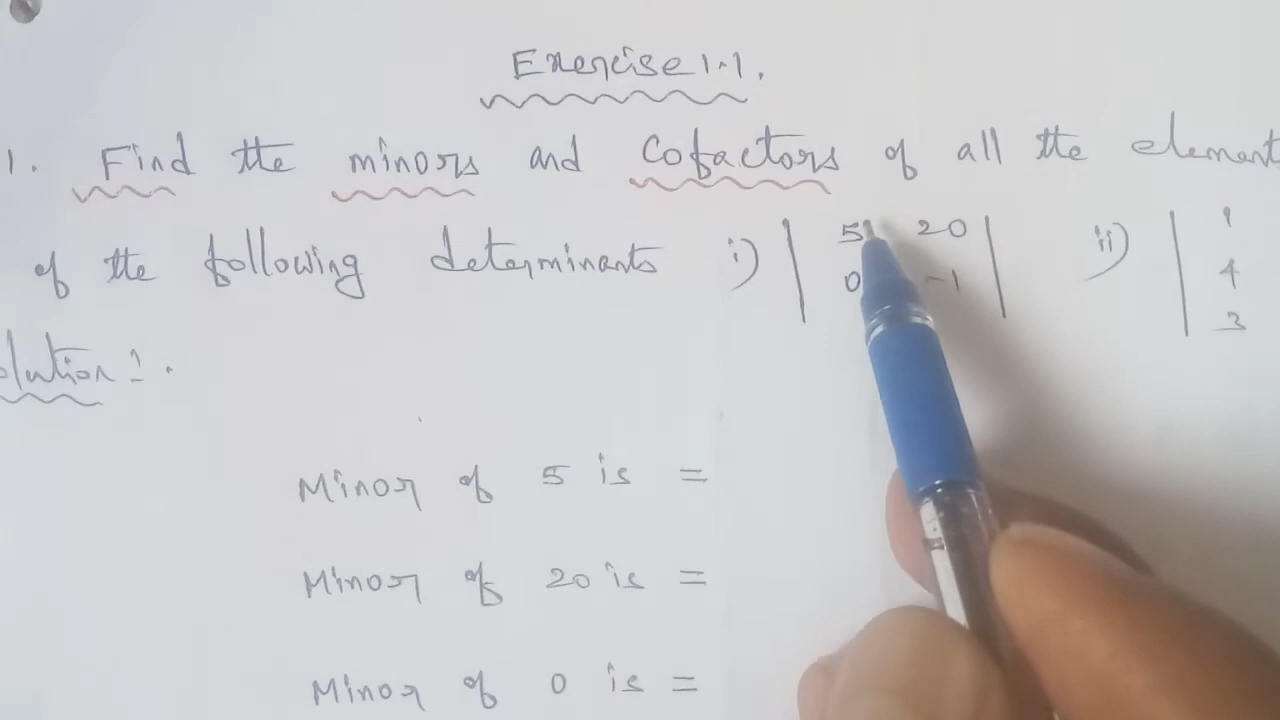 Exercise 1.1.
1. Find the minors and Cofactors of all the element
of the following determinants i) | 5 20 | ii) | 1
0 -1 4
3
olution :.
Minor of 5 is =
Minor of 20 is =
Minor of 0 is =